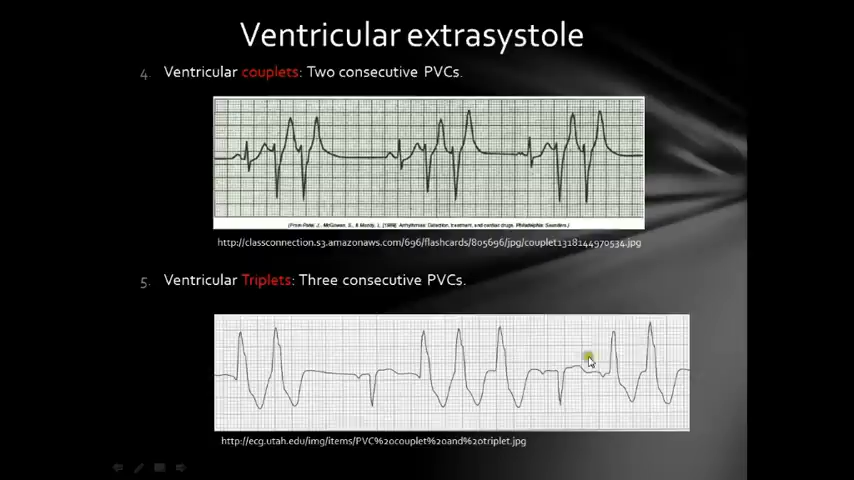 Ventricular extrasystole
4. Ventricular couplets: Two consecutive PVCs.
http://classconnection.s3.amazonaws.com/696/flashcards/805696/jpg/couplet1318144970534.jpg
5. Ventricular Triplets: Three consecutive PVCs.
http://ecg.utah.edu/img/items/PVC%20couplet%20and%20triplet.jpg